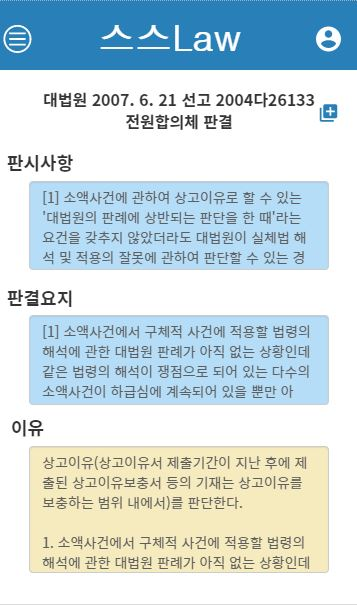 스스Law
대법원 2007. 6. 21 선고 2004다26133
전원합의체 판결
판시사항
[1] 소액사건에 관하여 상고이유로 할 수 있는
'대법원의 판례에 상반되는 판단을 한 때'라는
요건을 갖추지 않았더라도 대법원이 실체법 해
석 및 적용의 잘못에 관하여 판단할 수 있는 경
판결요지
[1] 소액사건에서 구체적 사건에 적용할 법령의
해석에 관한 대법원 판례가 아직 없는 상황인데
같은 법령의 해석이 쟁점으로 되어 있는 다수의
소액사건이 하급심에 계속되어 있을 뿐만 아
이유
상고이유(상고이유서 제출기간이 지난 후에 제
출된 상고이유보충서 등의 기재는 상고이유를
보충하는 범위 내에서)를 판단한다.
1. 소액사건에서 구체적 사건에 적용할 법령의
해석에 관한 대법원 판례가 아직 없는 상황인데